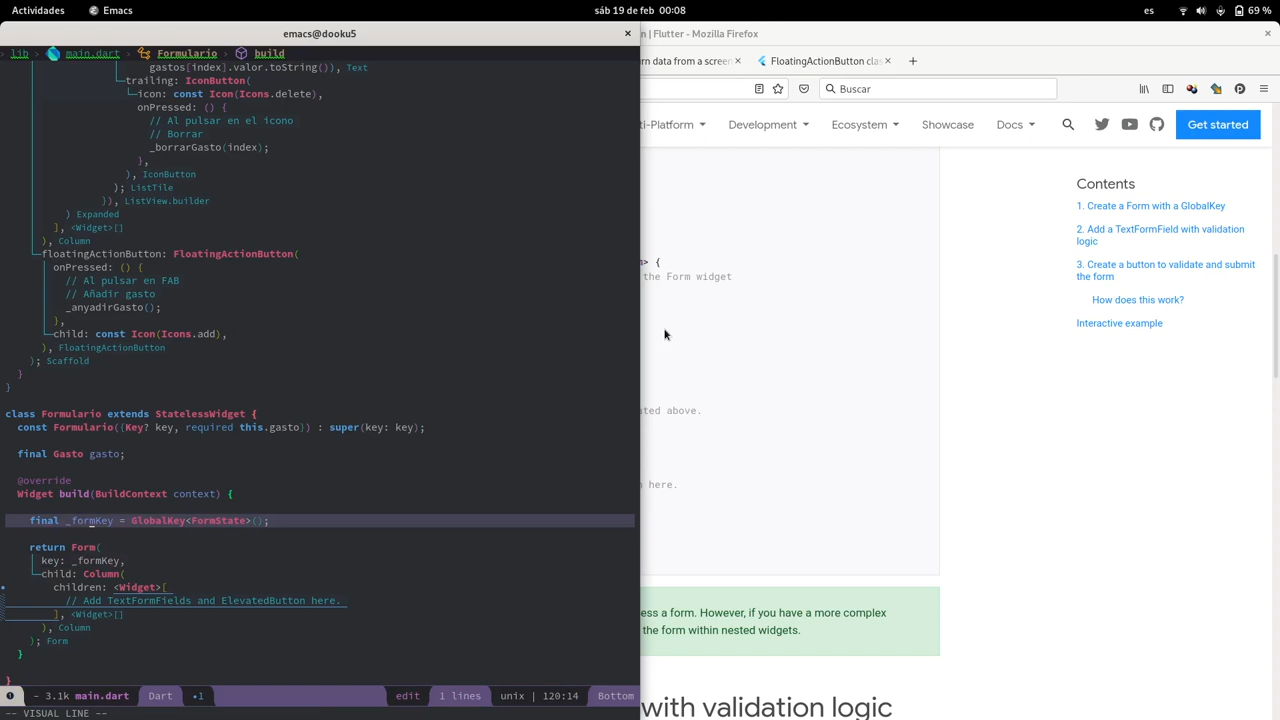 Actividades
Emacs
sáb 19 de feb 00:08
es
69 %
emacs@dooku5
n | Flutter - Mozilla Firefox
lib > main.dart > Formulario > build
rn data from a screen
FloatingActionButton clas
Buscar
gastos[index].valor.toString()), Text
trailing: IconButton(
icon: const Icon(Icons.delete),
onPressed: () {
// Al pulsar en el icono
// Borrar
_borrarGasto(index);
},
), IconButton
); ListTile
}), ListView.builder
) Expanded
], <Widget>[]
), Column
floatingActionButton: FloatingActionButton(
onPressed: () {
// Al pulsar en FAB
// Añadir gasto
_anyadirGasto();
},
child: const Icon(Icons.add),
), FloatingActionButton
); Scaffold
}
}
class Formulario extends StatelessWidget {
const Formulario({Key? key, required this.gasto}) : super(key: key);
final Gasto gasto;
@override
Widget build(BuildContext context) {
final _formKey = GlobalKey<FormState>();
return Form(
key: _formKey,
child: Column(
children: <Widget>[
// Add TextFormFields and ElevatedButton here.
], <Widget>[]
), Column
); Form
}
}
- 3.1k main.dart Dart •1 edit 1 lines unix | 120:14 Bottom
-- VISUAL LINE --
ti-Platform
Development
Ecosystem
Showcase
Docs
Get started
> {
the Form widget
ted above.
n here.
ess a form. However, if you have a more complex
the form within nested widgets.
with validation logic
Contents
1. Create a Form with a GlobalKey
2. Add a TextFormField with validation
logic
3. Create a button to validate and submit
the form
How does this work?
Interactive example